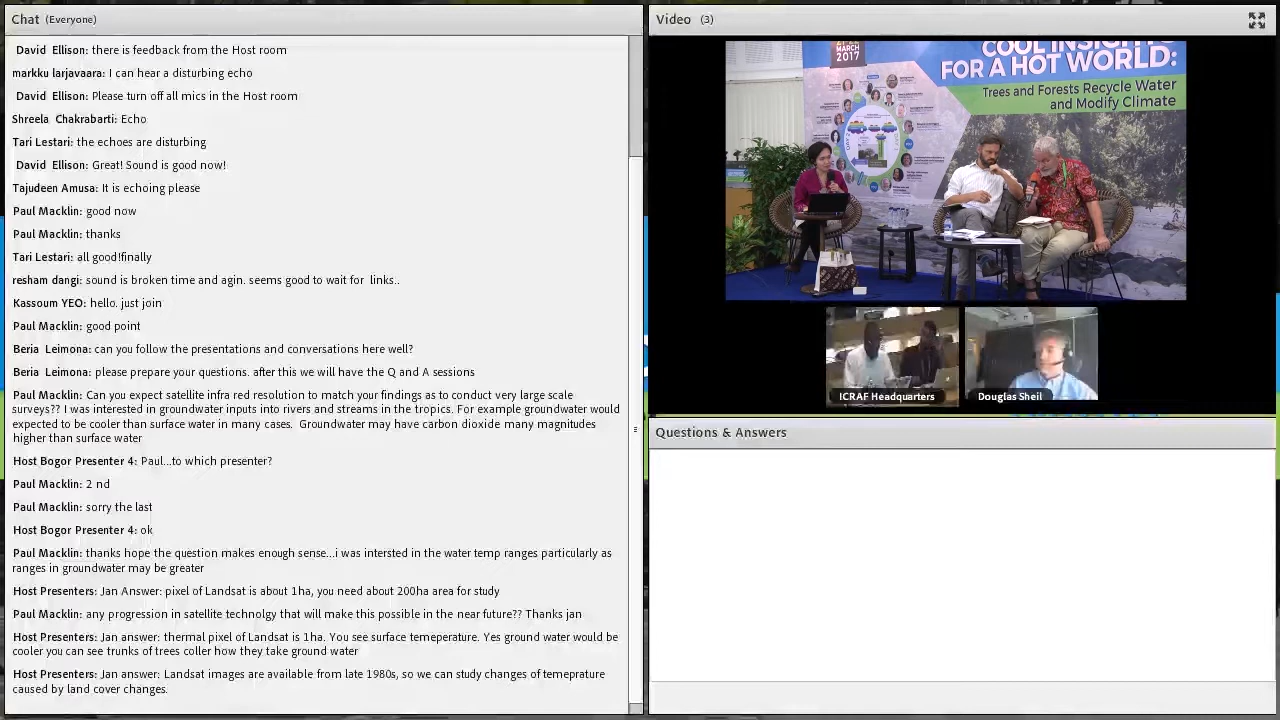 Chat (Everyone)
David Ellison: there is feedback from the Host room
markku larjavaara: I can hear a disturbing echo
David Ellison: Please turn off all mics in the Host room
Shreela Chakrabarti: Echo
Tari Lestari: the echoes are disturbing
David Ellison: Great! Sound is good now!
Tajudeen Amusa: It is echoing please
Paul Macklin: good now
Paul Macklin: thanks
Tari Lestari: all good!finally
resham dangi: sound is broken time and agin. seems good to wait for links..
Kassoum YEO: hello. just join
Paul Macklin: good point
Beria Leimona: can you follow the presentations and conversations here well?
Beria Leimona: please prepare your questions. after this we will have the Q and A sessions
Paul Macklin: Can you expect satellite infra red resolution to match your findings as to conduct very large scale
surveys?? I was interested in groundwater inputs into rivers and streams in the tropics. For example groundwater would
expected to be cooler than surface water in many cases. Groundwater may have carbon dioxide many magnitudes
higher than surface water
Host Bogor Presenter 4: Paul...to which presenter?
Paul Macklin: 2 nd
Paul Macklin: sorry the last
Host Bogor Presenter 4: ok
Paul Macklin: thanks hope the question makes enough sense...i was intersted in the water temp ranges particularly as
ranges in groundwater may be greater
Host Presenters: Jan Answer: pixel of Landsat is about 1ha, you need about 200ha area for study
Paul Macklin: any progression in satellite technolgy that will make this possible in the near future?? Thanks jan
Host Presenters: Jan answer: thermal pixel of Landsat is 1ha. You see surface temeperature. Yes ground water would be
cooler you can see trunks of trees coller how they take ground water
Host Presenters: Jan answer: Landsat images are available from late 1980s, so we can study changes of temeprature
caused by land cover changes.
Video (3)
MARCH
2017
COOL INSIGHTS
FOR A HOT WORLD:
Trees and Forests Recycle Water
and Modify Climate
ICRAF Headquarters
Douglas Sheil
Questions & Answers